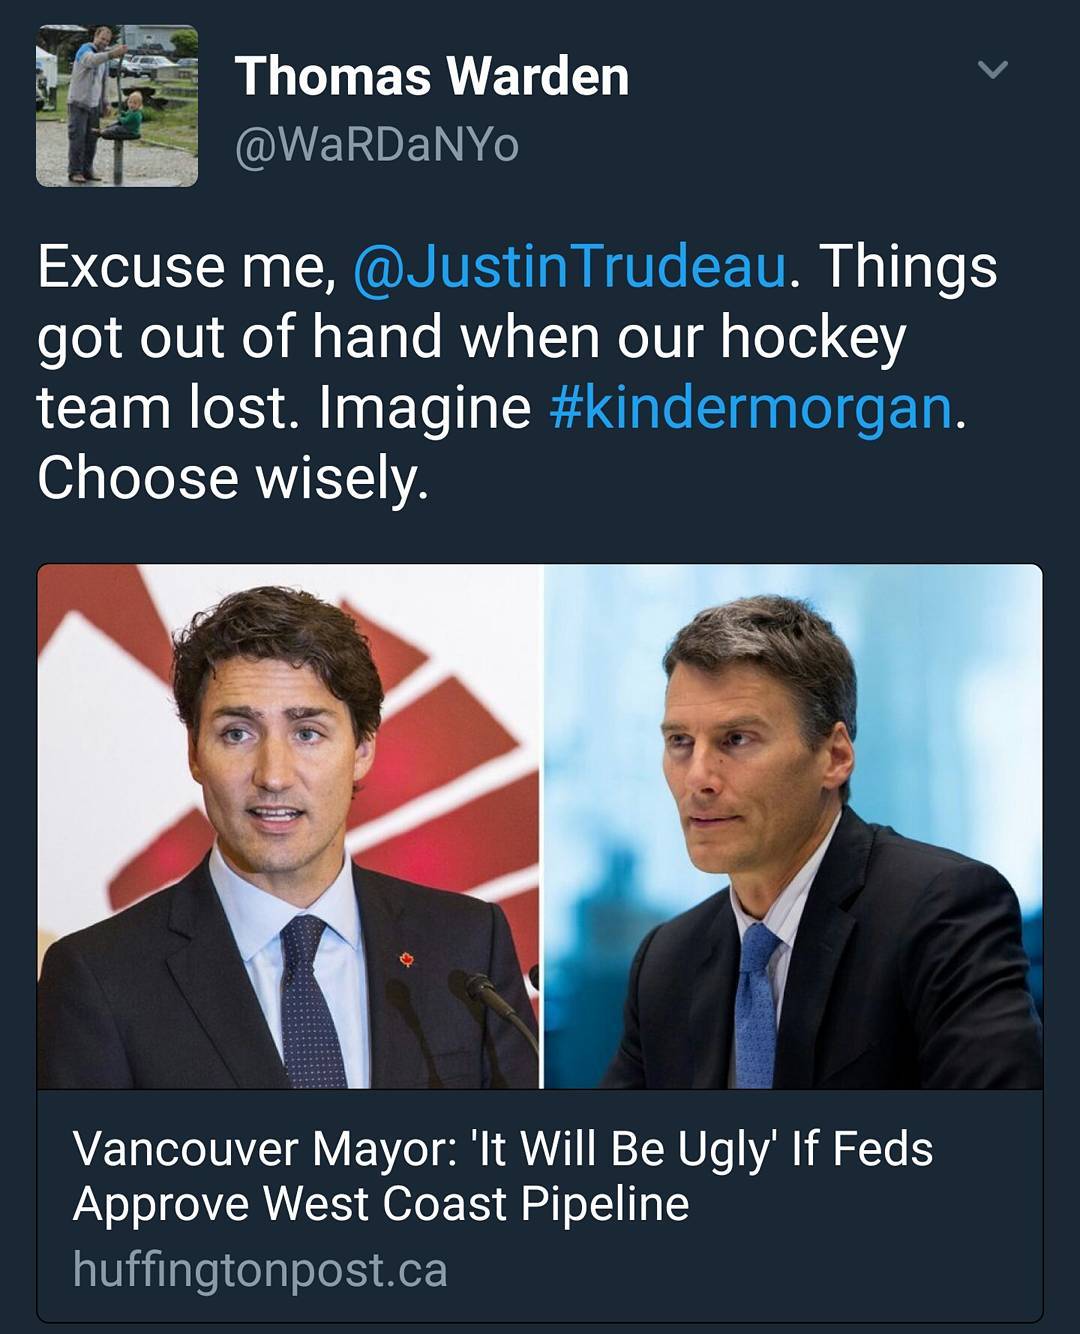 Thomas Warden
@WaRDaNYo
Excuse me, @JustinTrudeau. Things
got out of hand when our hockey
team lost. Imagine #kindermorgan.
Choose wisely.
Vancouver Mayor: 'It Will Be Ugly' If Feds
Approve West Coast Pipeline
huffingtonpost.ca